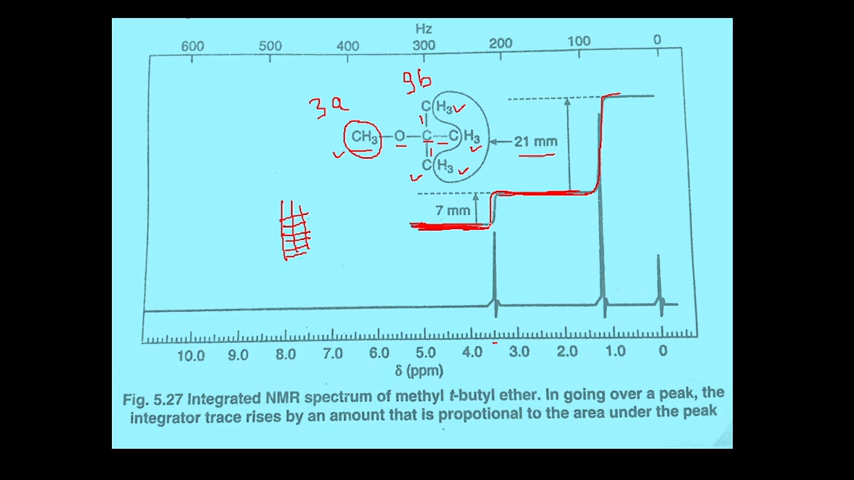 Hz
600 500 400 300 200 100 0
9b
3a
CH₃
CH₃—O—C—CH₃
CH₃
21 mm
7 mm
10.0 9.0 8.0 7.0 6.0 5.0 4.0 3.0 2.0 1.0 0
δ (ppm)
Fig. 5.27 Integrated NMR spectrum of methyl t-butyl ether. In going over a peak, the
integrator trace rises by an amount that is propotional to the area under the peak